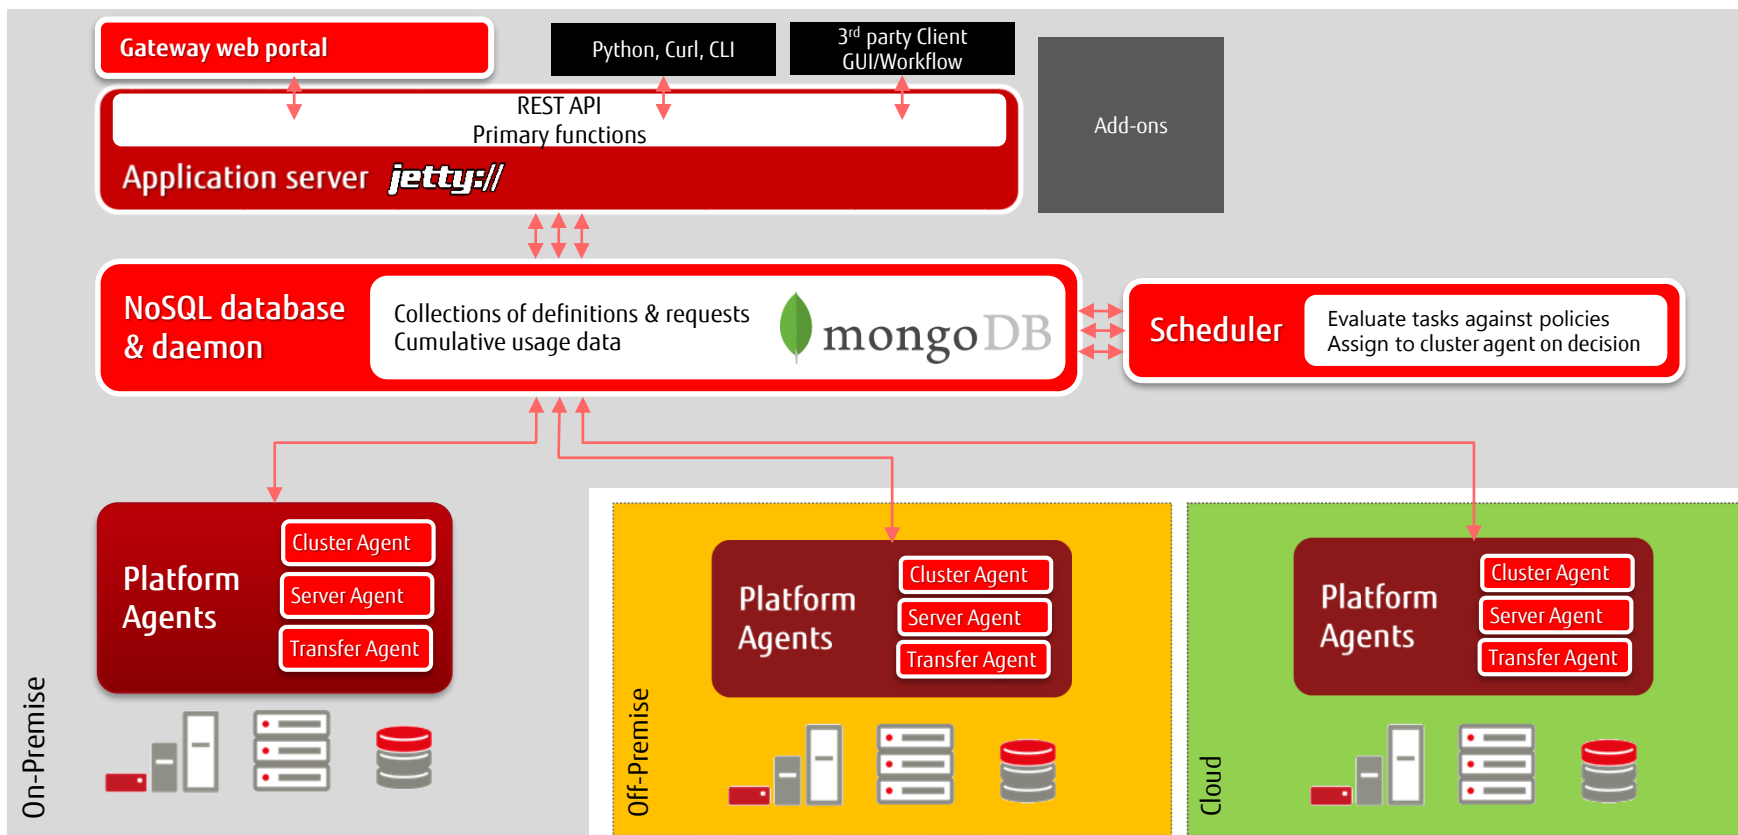 Gateway web portal
Python, Curl, CLI
3rd party Client
GUI/Workflow
REST API
Primary functions
Add-ons
Application server jetty://
NoSQL database
& daemon
Collections of definitions & requests
Cumulative usage data
mongoDB
Scheduler
Evaluate tasks against policies
Assign to cluster agent on decision
On-Premise
Platform
Agents
Cluster Agent
Server Agent
Transfer Agent
Off-Premise
Platform
Agents
Cluster Agent
Server Agent
Transfer Agent
Cloud
Platform
Agents
Cluster Agent
Server Agent
Transfer Agent